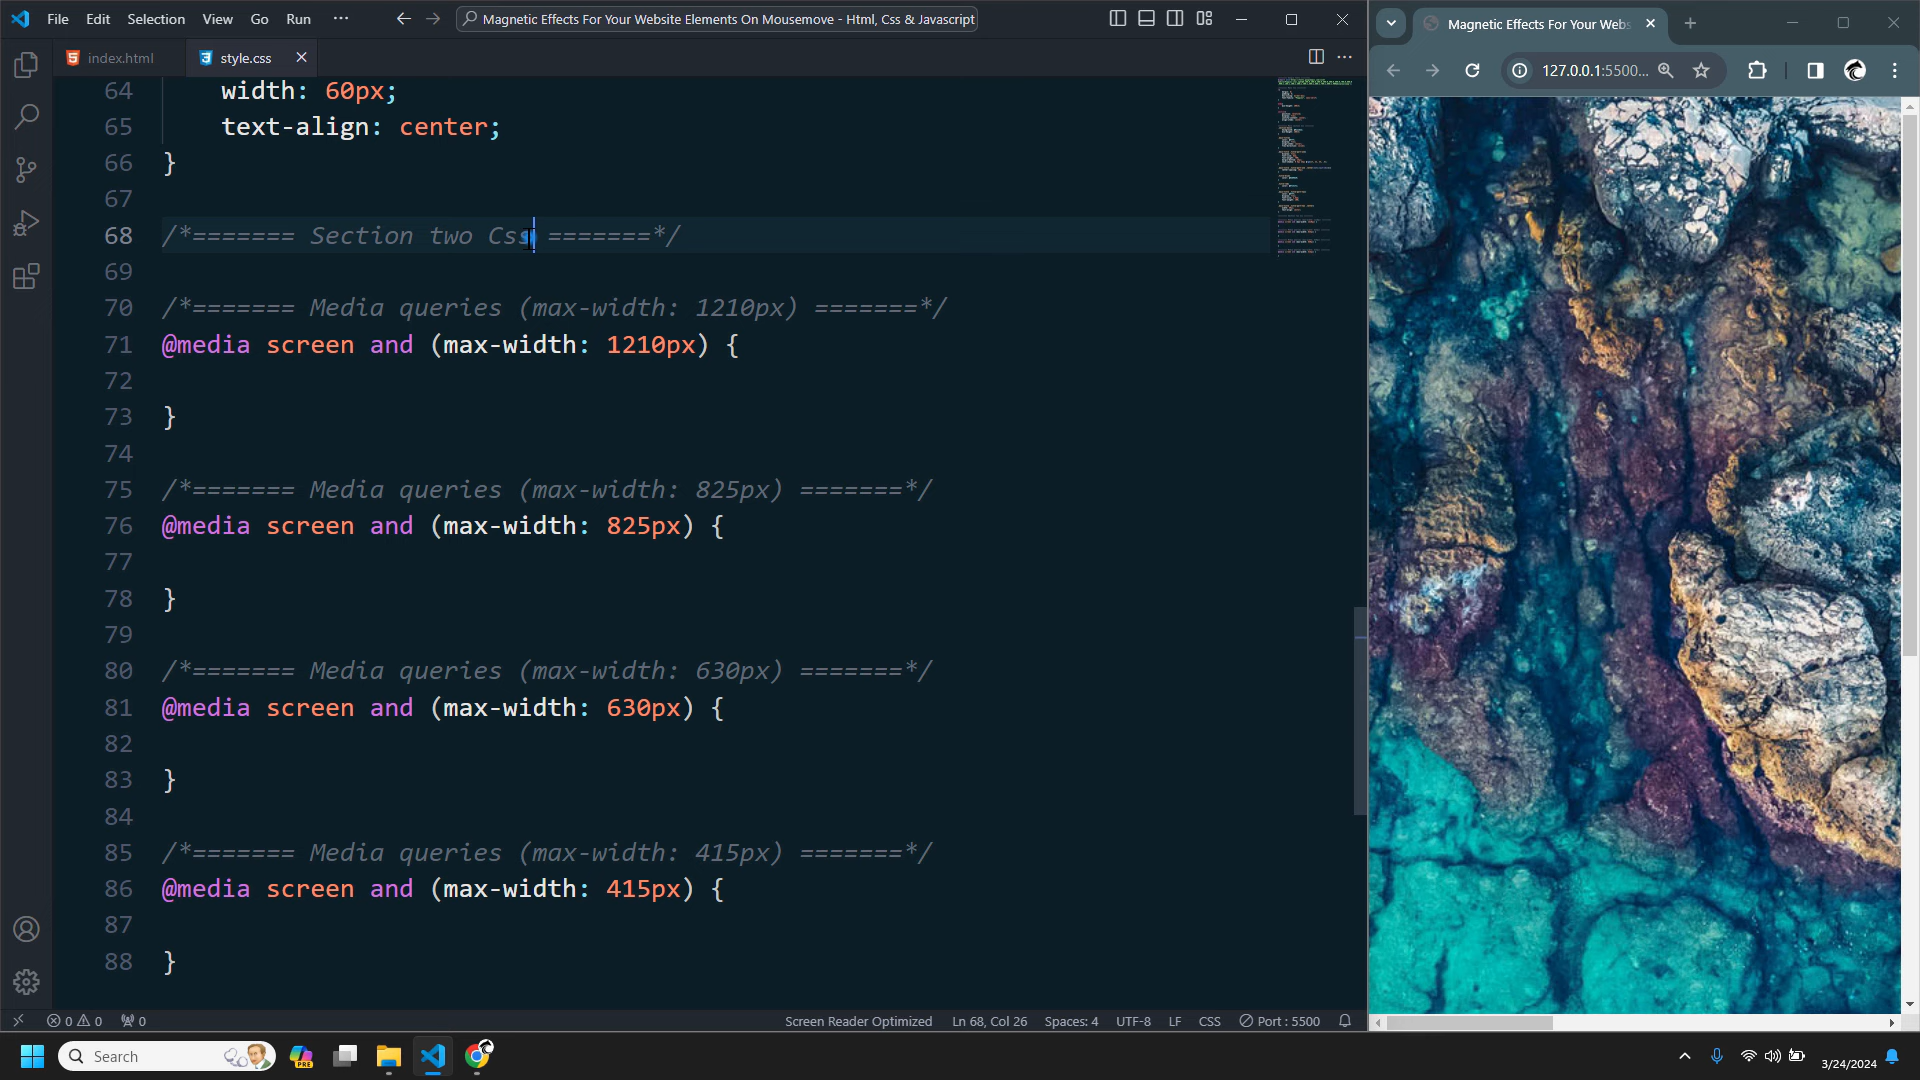 File Edit Selection View Go Run ···
Magnetic Effects For Your Website Elements On Mousemove - Html, Css & Javascript
index.html
style.css
64 width: 60px;
65 text-align: center;
66 }
67
68 /*======= Section two Css =======*/
69
70 /*======= Media queries (max-width: 1210px) =======*/
71 @media screen and (max-width: 1210px) {
72
73 }
74
75 /*======= Media queries (max-width: 825px) =======*/
76 @media screen and (max-width: 825px) {
77
78 }
79
80 /*======= Media queries (max-width: 630px) =======*/
81 @media screen and (max-width: 630px) {
82
83 }
84
85 /*======= Media queries (max-width: 415px) =======*/
86 @media screen and (max-width: 415px) {
87
88 }
0 0 0
Screen Reader Optimized Ln 68, Col 26 Spaces: 4 UTF-8 LF CSS Port : 5500
Magnetic Effects For Your Webs
127.0.0.1:5500...
Search
PRE
3/24/2024